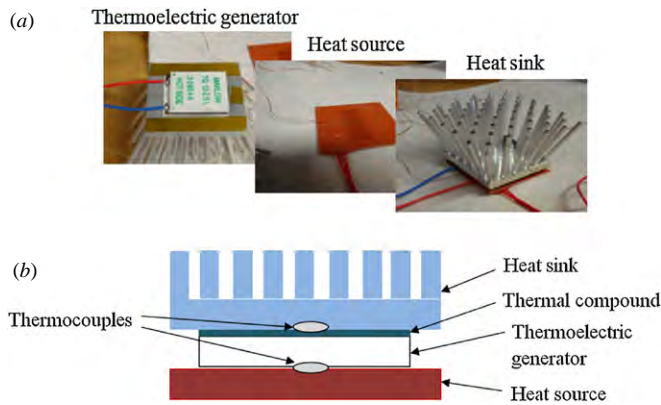 (a)
Thermoelectric generator
Heat source
Heat sink
(b)
Heat sink
Thermal compound
Thermocouples
Thermoelectric
generator
Heat source